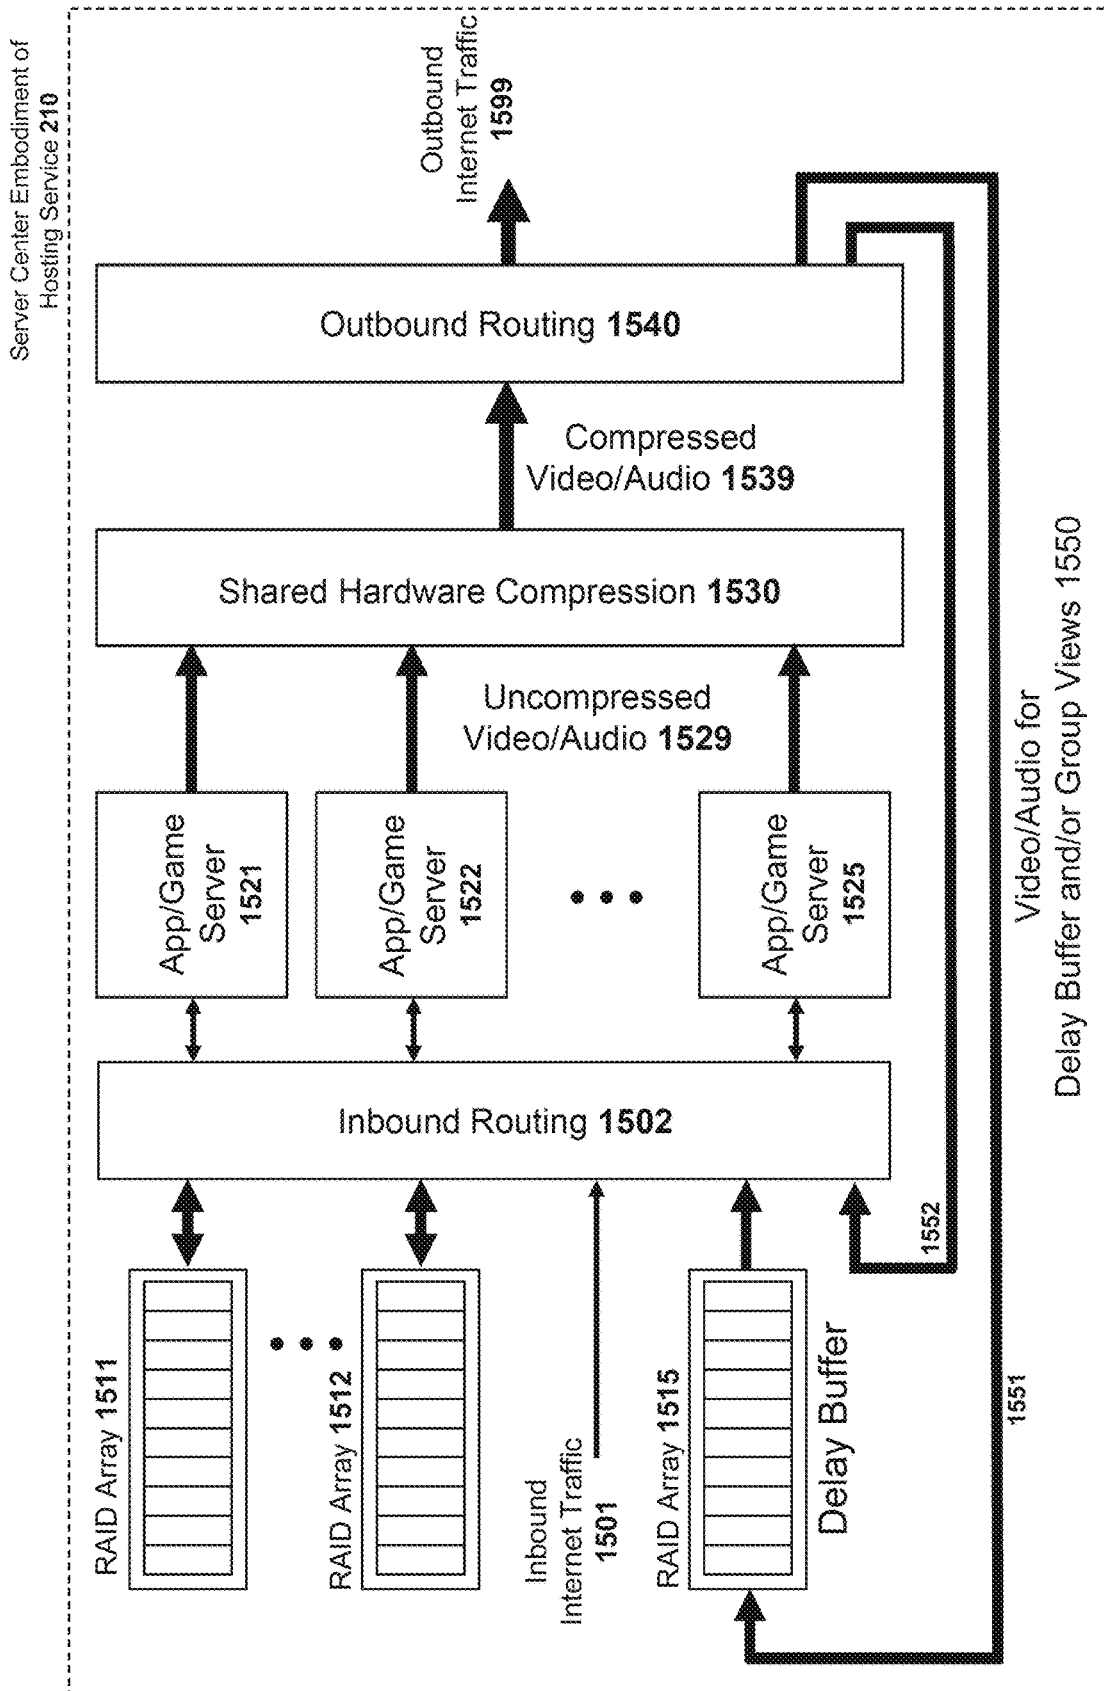 Server Center Embodiment of
Hosting Service 210
RAID Array 1511
RAID Array 1512
Inbound
Internet Traffic
1501
RAID Array 1515
Delay Buffer
Inbound Routing 1502
App/Game
Server
1521
App/Game
Server
1522
App/Game
Server
1525
Uncompressed
Video/Audio 1529
Shared Hardware Compression 1530
Compressed
Video/Audio 1539
Outbound Routing 1540
Outbound
Internet Traffic
1599
1552
1551
Video/Audio for
Delay Buffer and/or Group Views 1550